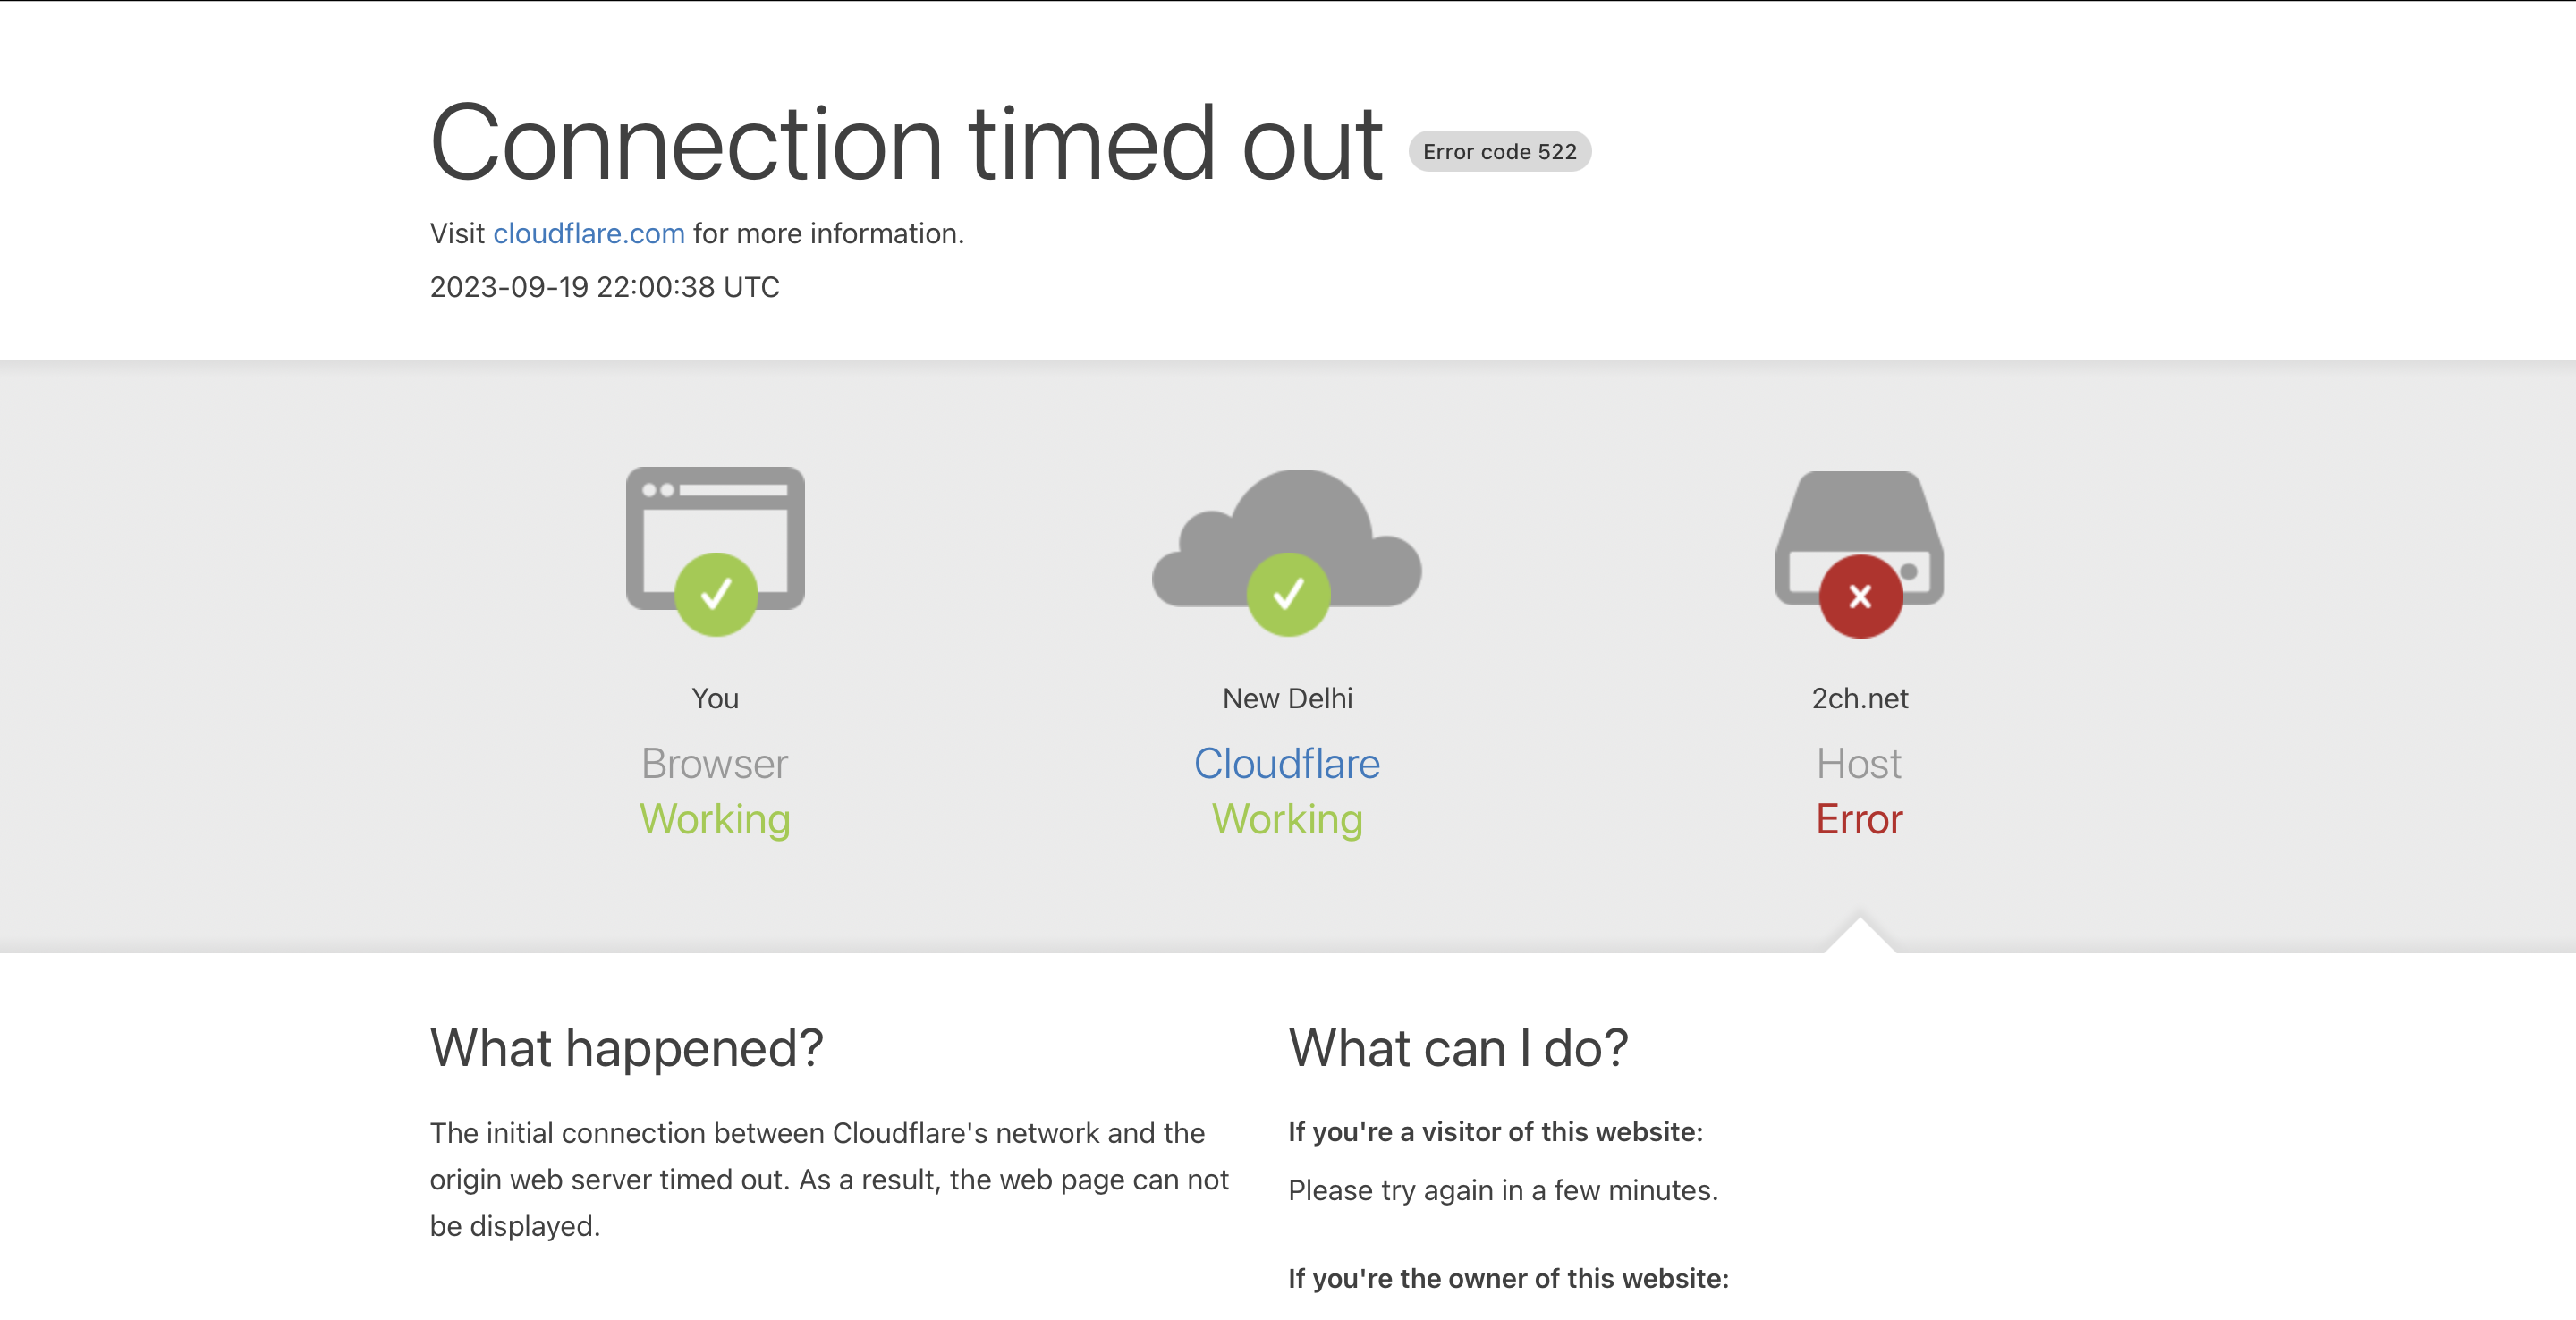 Connection timed out Error code 522
Visit cloudflare.com for more information.
2023-09-19 22:00:38 UTC
You
Browser
Working
New Delhi
Cloudflare
Working
2ch.net
Host
Error
What happened?
The initial connection between Cloudflare's network and the
origin web server timed out. As a result, the web page can not
be displayed.
What can I do?
If you're a visitor of this website:
Please try again in a few minutes.
If you're the owner of this website: